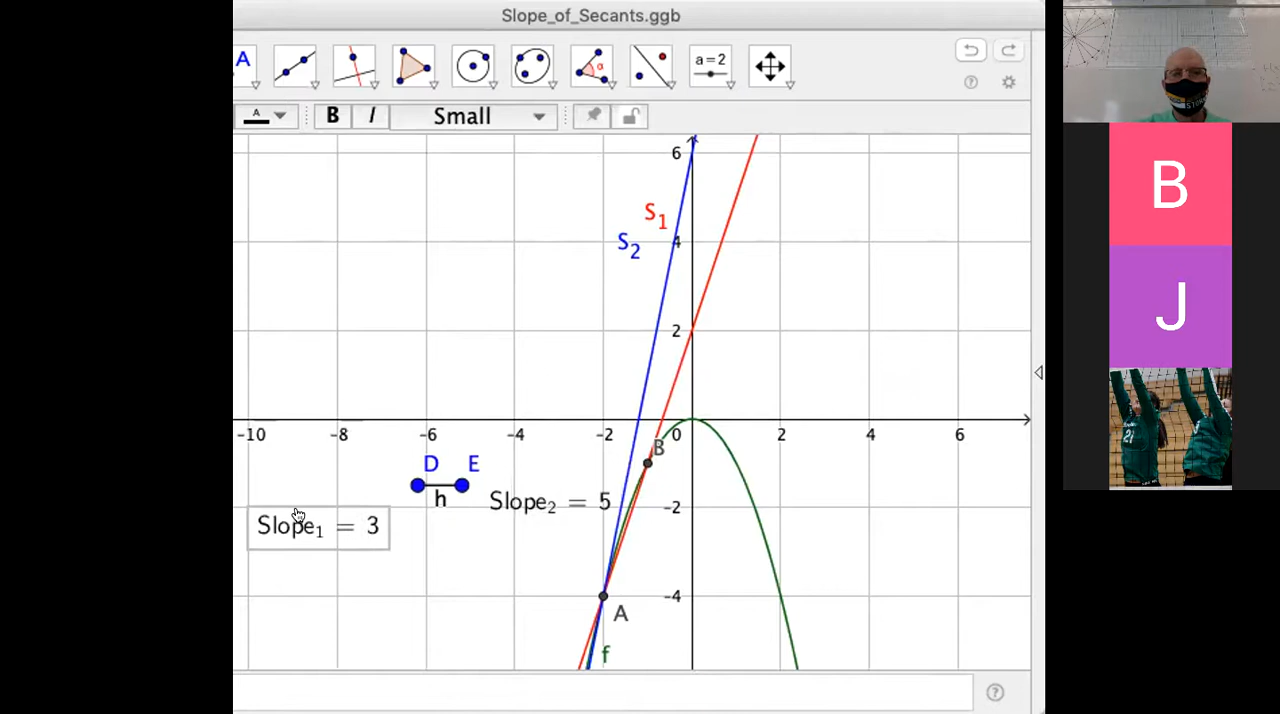 Slope_of_Secants.ggb
A
a=2
α
A B I Small
6
S₁
S₂
4
2
-10 -8 -6 -4 -2 0 2 4 6
B
D E
h
Slope₂ = 5
-2
Slope₁ = 3
-4
A
f
B
J
21